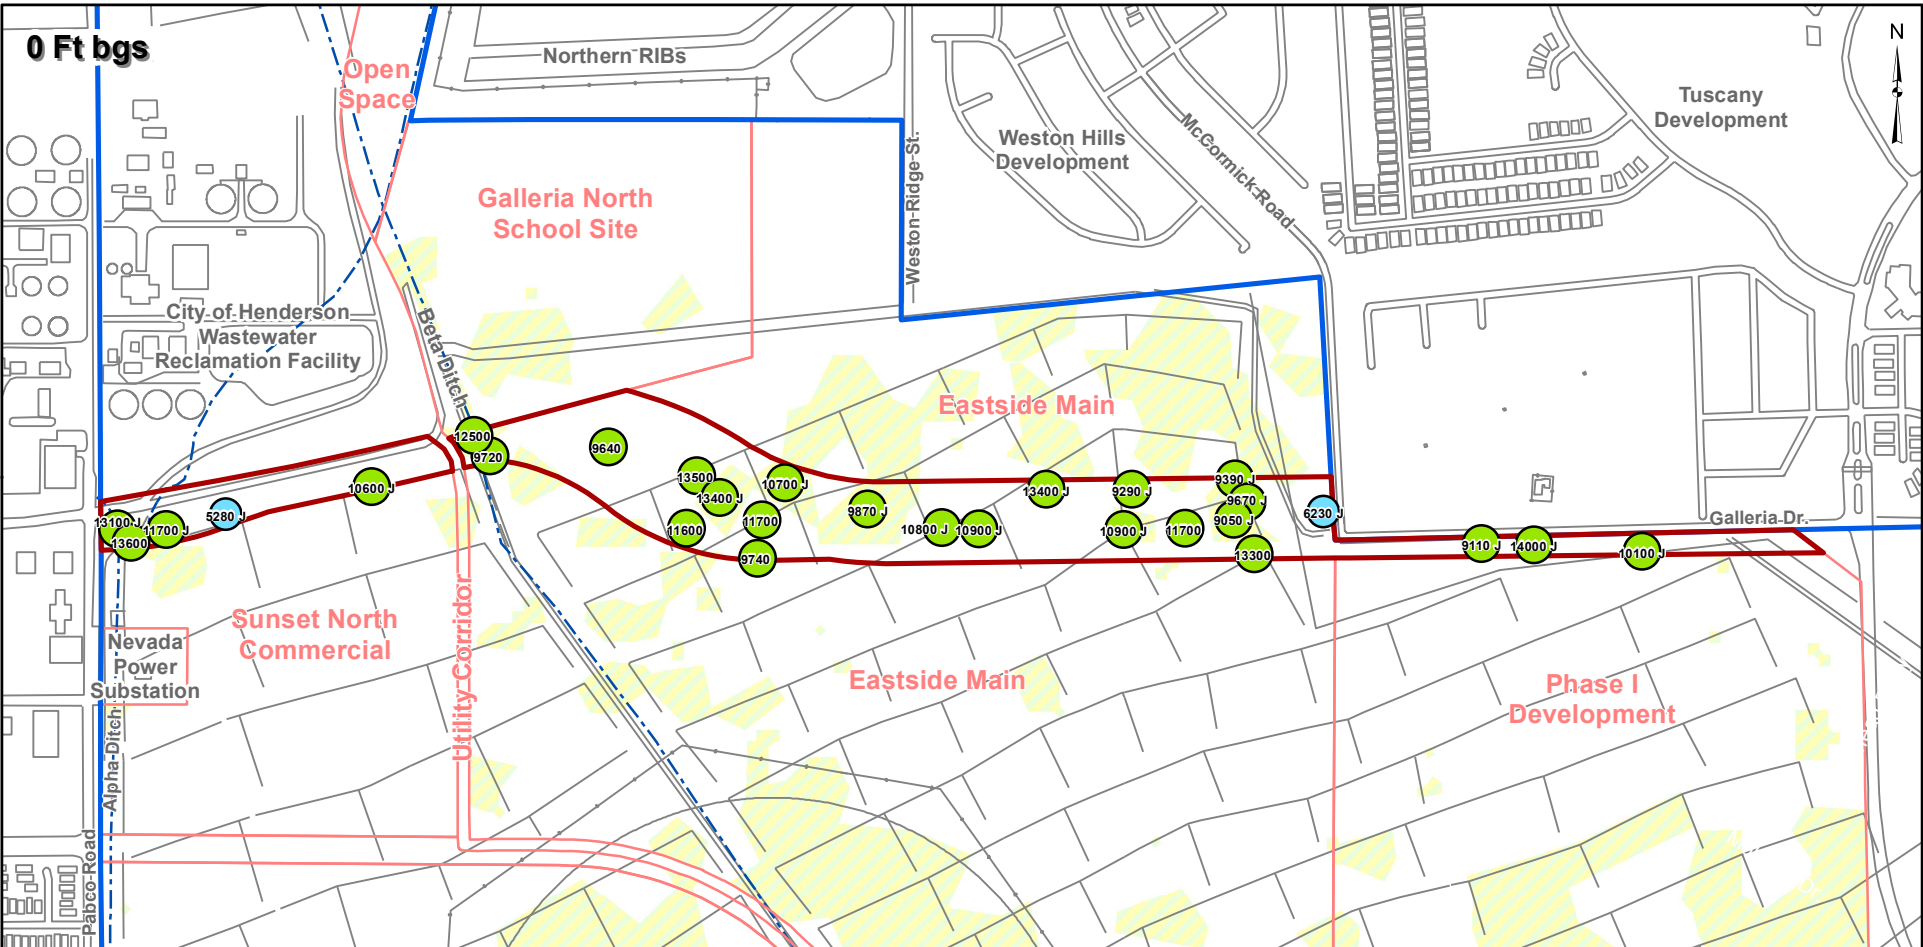 0 Ft bgs
N
Open
Space
Northern RIBs
Tuscany
Development
Weston Hills
Development
McCormick Road
Weston Ridge St.
Galleria North
School Site
City of Henderson
Wastewater
Reclamation Facility
Beta Ditch
Eastside Main
12500
9720
9640
13500
13400 J
10700 J
10600 J
13100 J
13600
11700 J
5280 J
11600
11700
9740
9870 J
10800 J
10900 J
13400 J
9290 J
10900 J
11700
9390 J
9670 J
9050 J
13300
6230 J
9110 J
14000 J
10100 J
Galleria Dr.
Sunset North
Commercial
Nevada
Power
Substation
Utility Corridor
Eastside Main
Phase I
Development
Alpha Ditch
Pabco Road